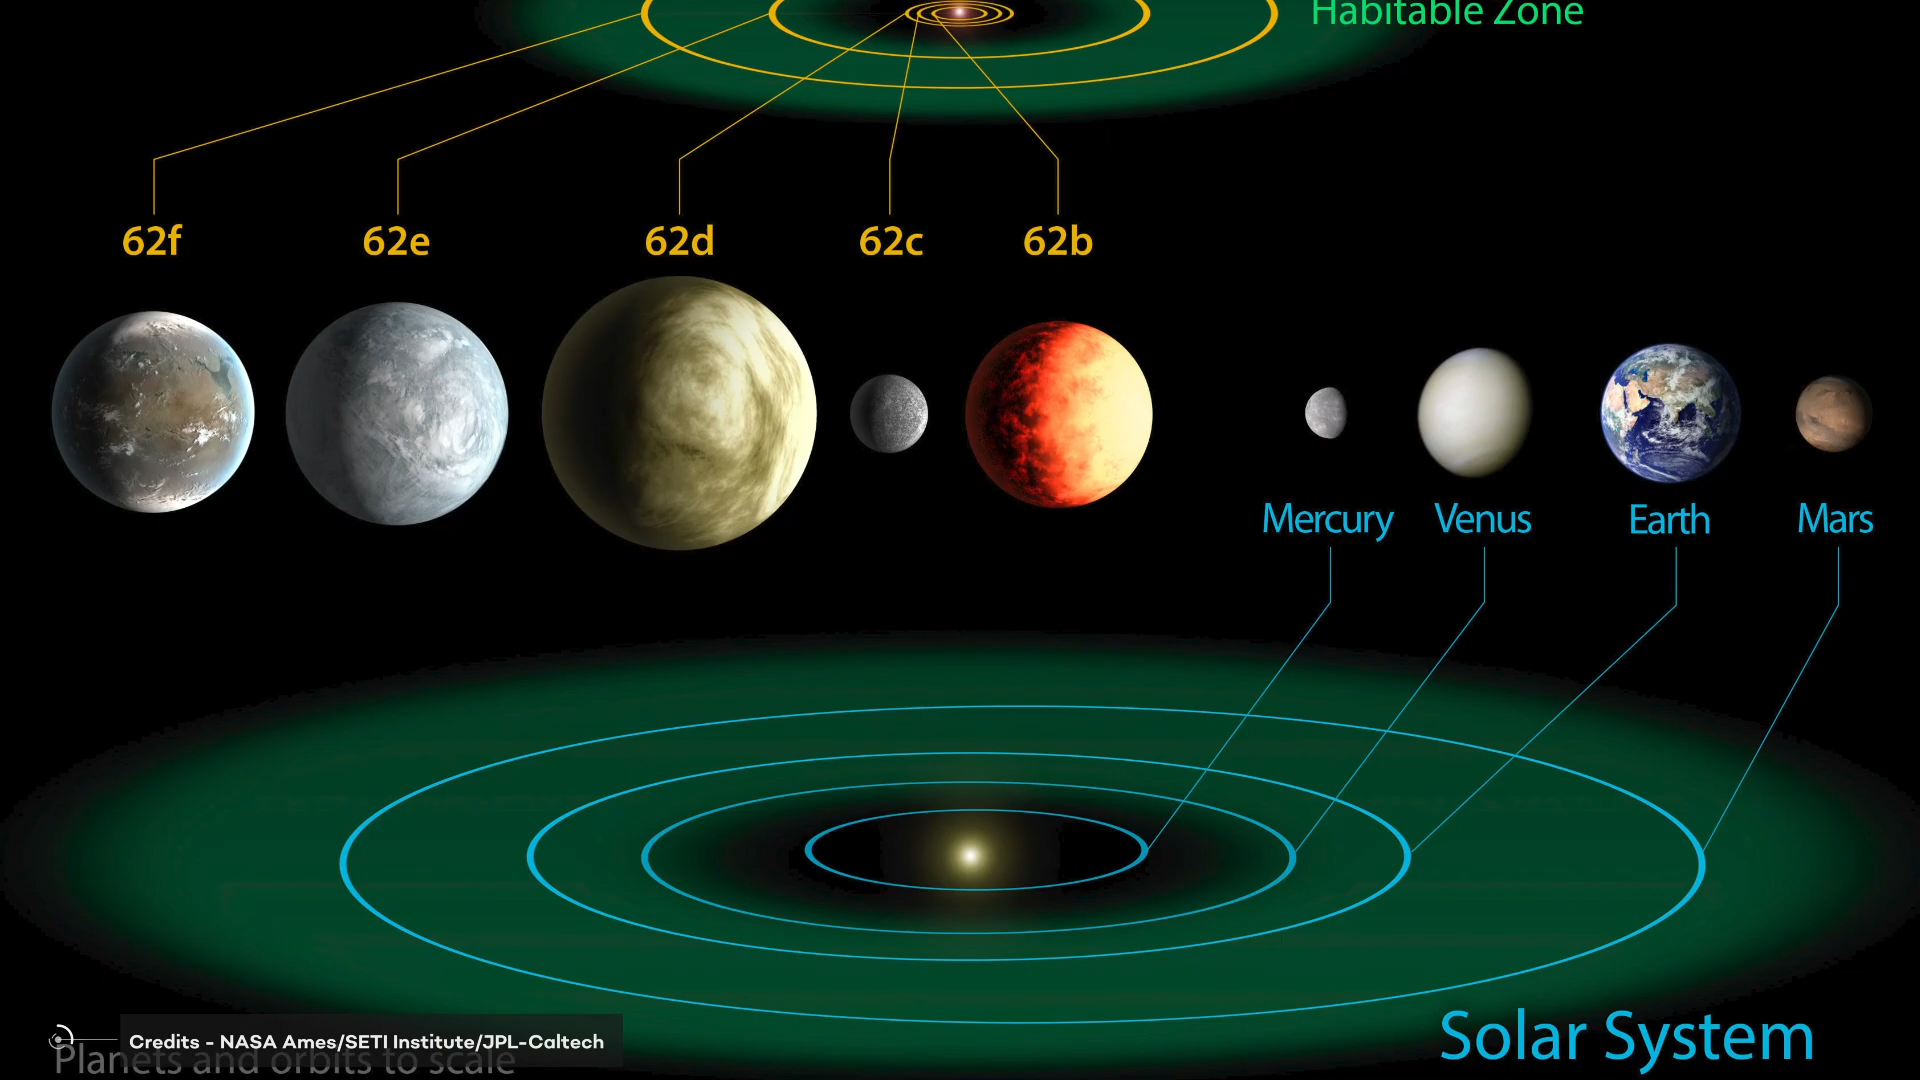 Habitable Zone
62f
62e
62d
62c
62b
Mercury
Venus
Earth
Mars
Solar System
Credits - NASA Ames/SETI Institute/JPL-Caltech
Planets and orbits to scale